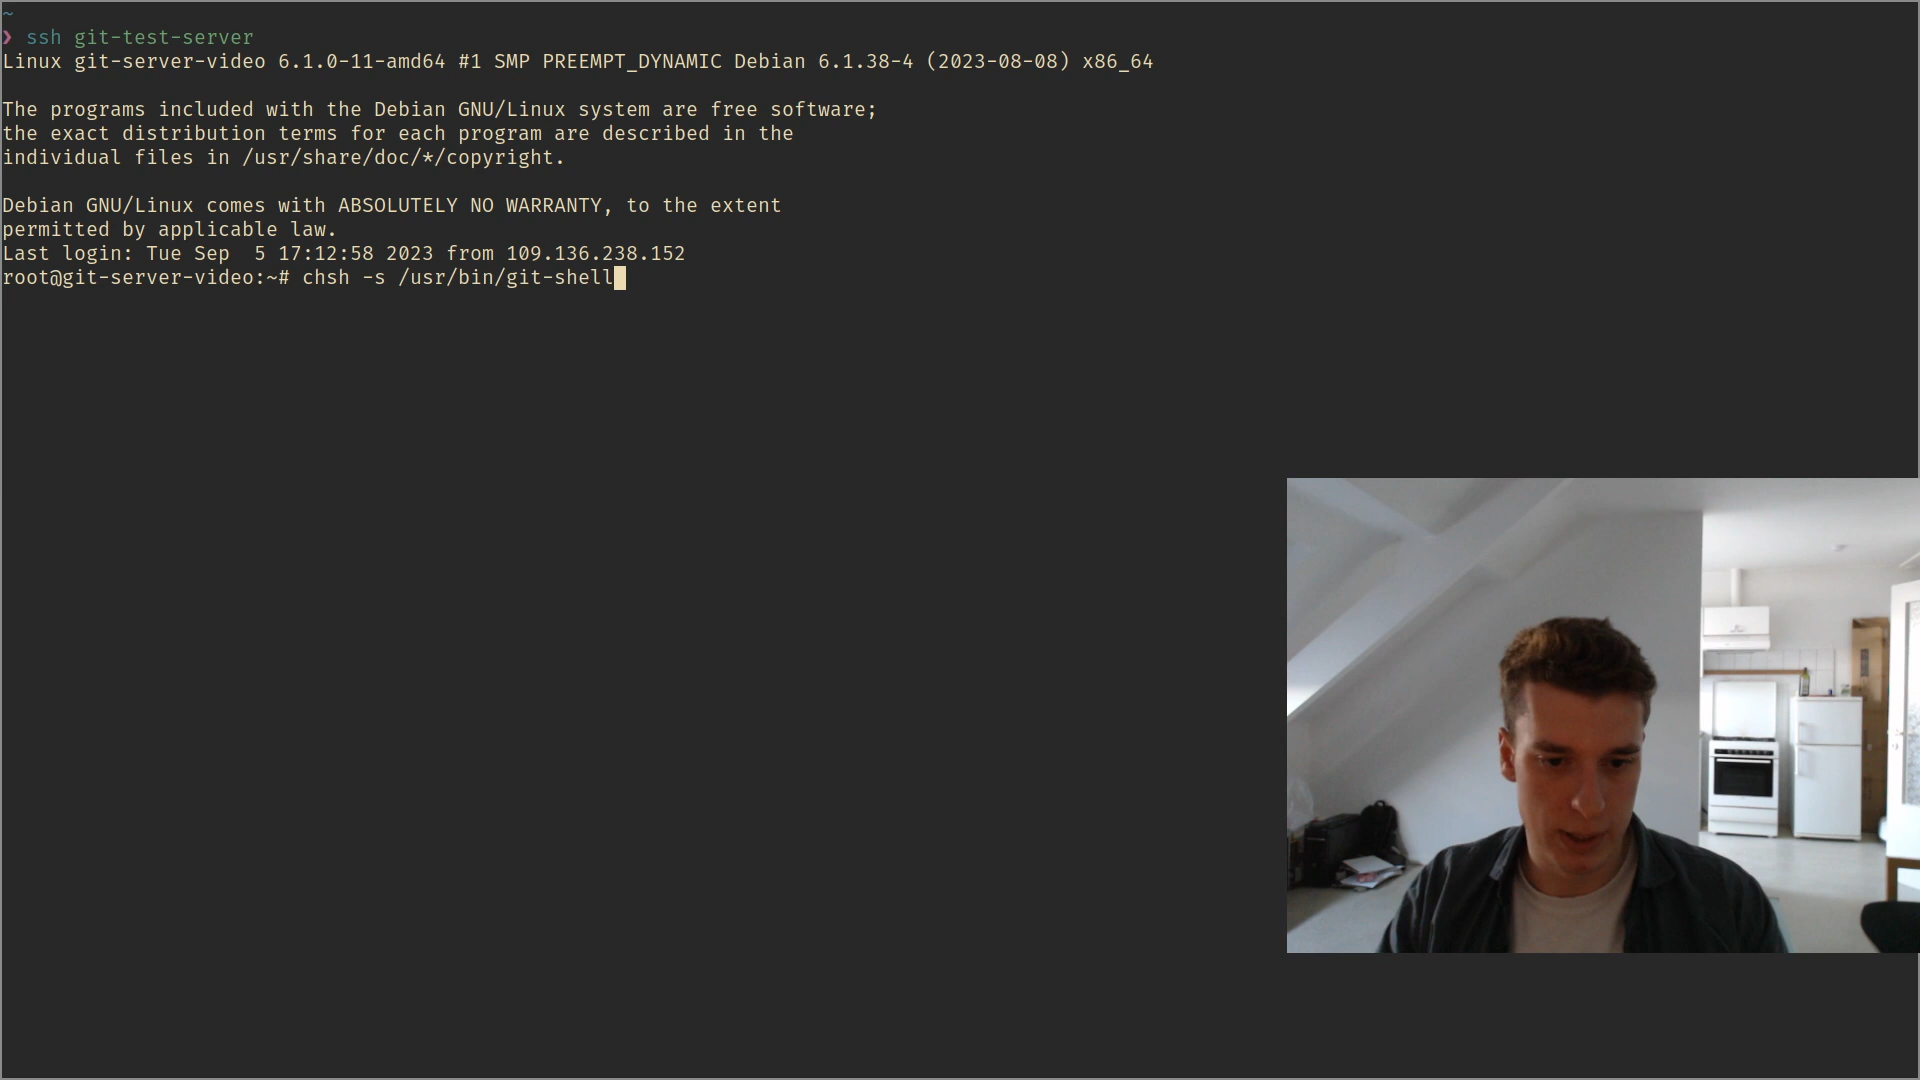 ~
❯ ssh git-test-server
Linux git-server-video 6.1.0-11-amd64 #1 SMP PREEMPT_DYNAMIC Debian 6.1.38-4 (2023-08-08) x86_64
The programs included with the Debian GNU/Linux system are free software;
the exact distribution terms for each program are described in the
individual files in /usr/share/doc/*/copyright.
Debian GNU/Linux comes with ABSOLUTELY NO WARRANTY, to the extent
permitted by applicable law.
Last login: Tue Sep  5 17:12:58 2023 from 109.136.238.152
root@git-server-video:~# chsh -s /usr/bin/git-shell